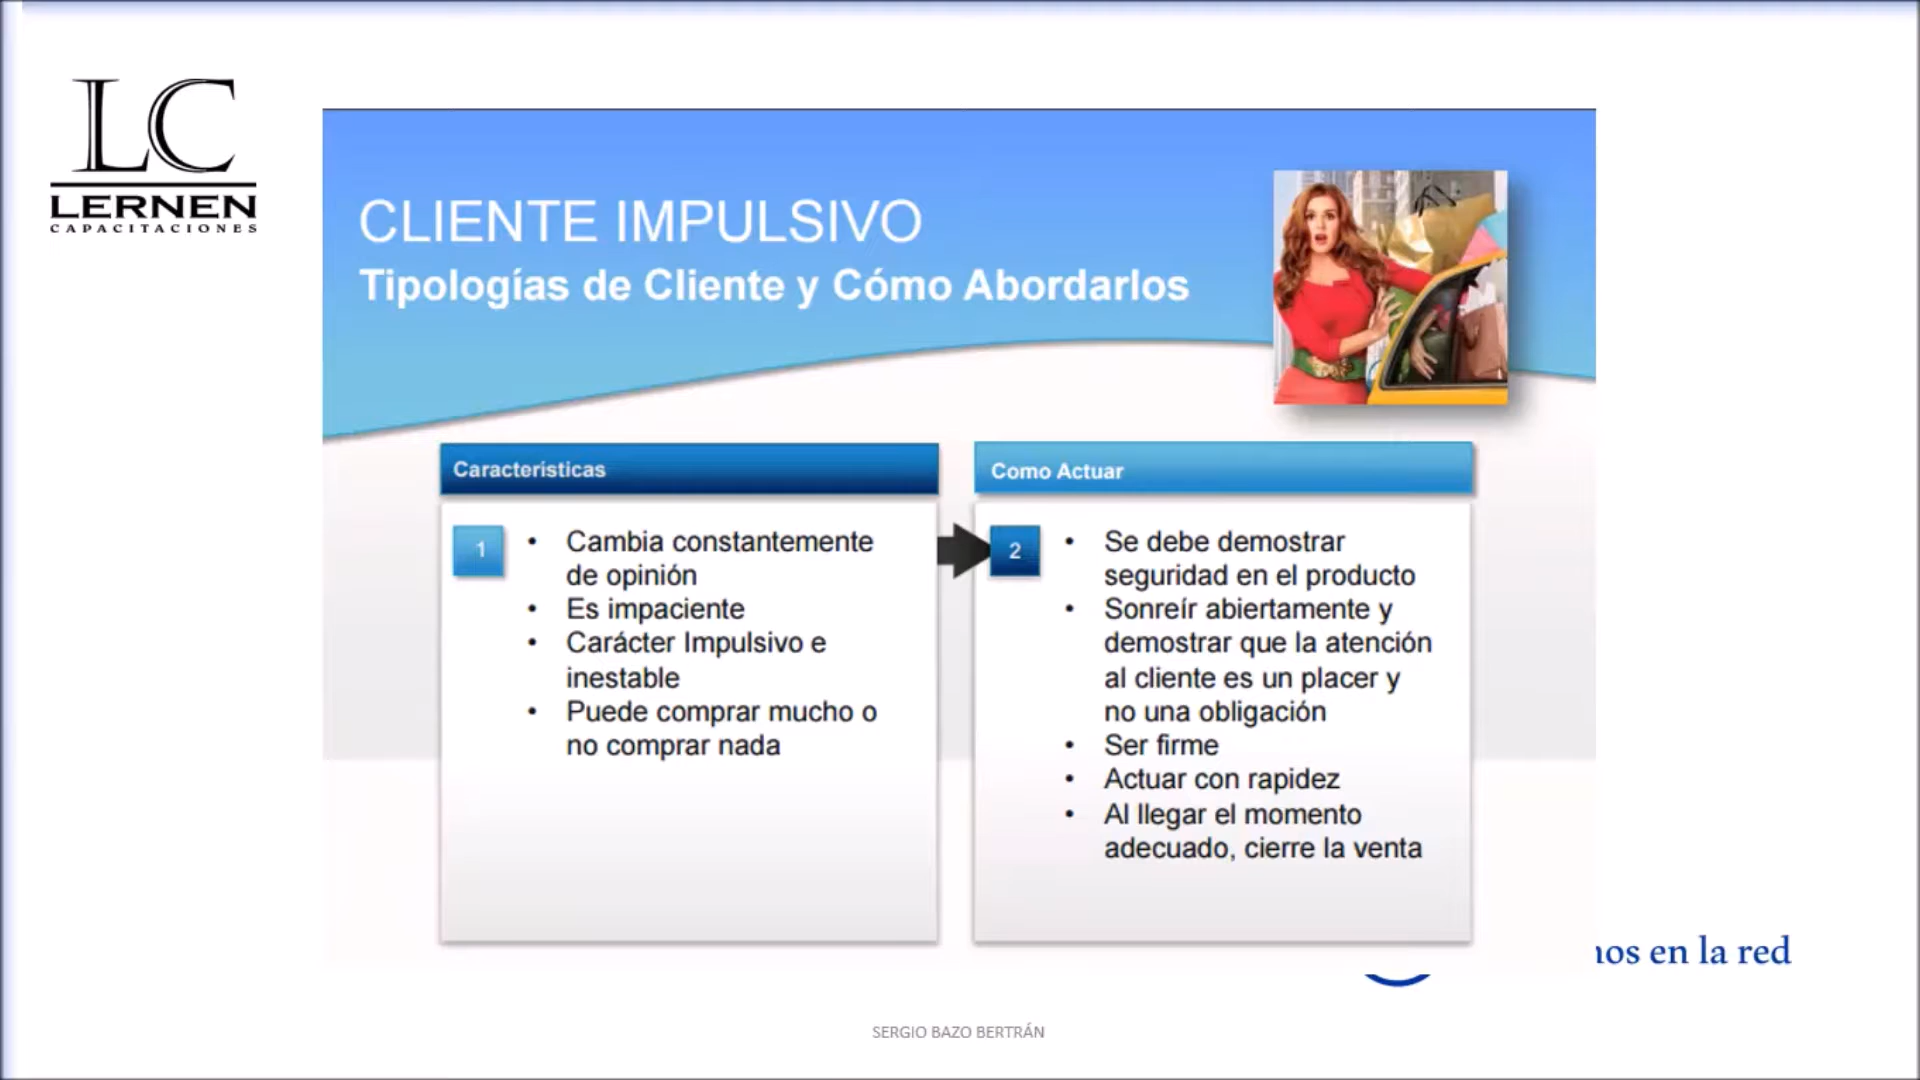 LC
LERNEN
CAPACITACIONES
CLIENTE IMPULSIVO
Tipologías de Cliente y Cómo Abordarlos
Características
1
• Cambia constantemente
de opinión
• Es impaciente
• Carácter Impulsivo e
inestable
• Puede comprar mucho o
no comprar nada
Como Actuar
2
• Se debe demostrar
seguridad en el producto
• Sonreír abiertamente y
demostrar que la atención
al cliente es un placer y
no una obligación
• Ser firme
• Actuar con rapidez
• Al llegar el momento
adecuado, cierre la venta
en la red
SERGIO BAZO BERTRÁN